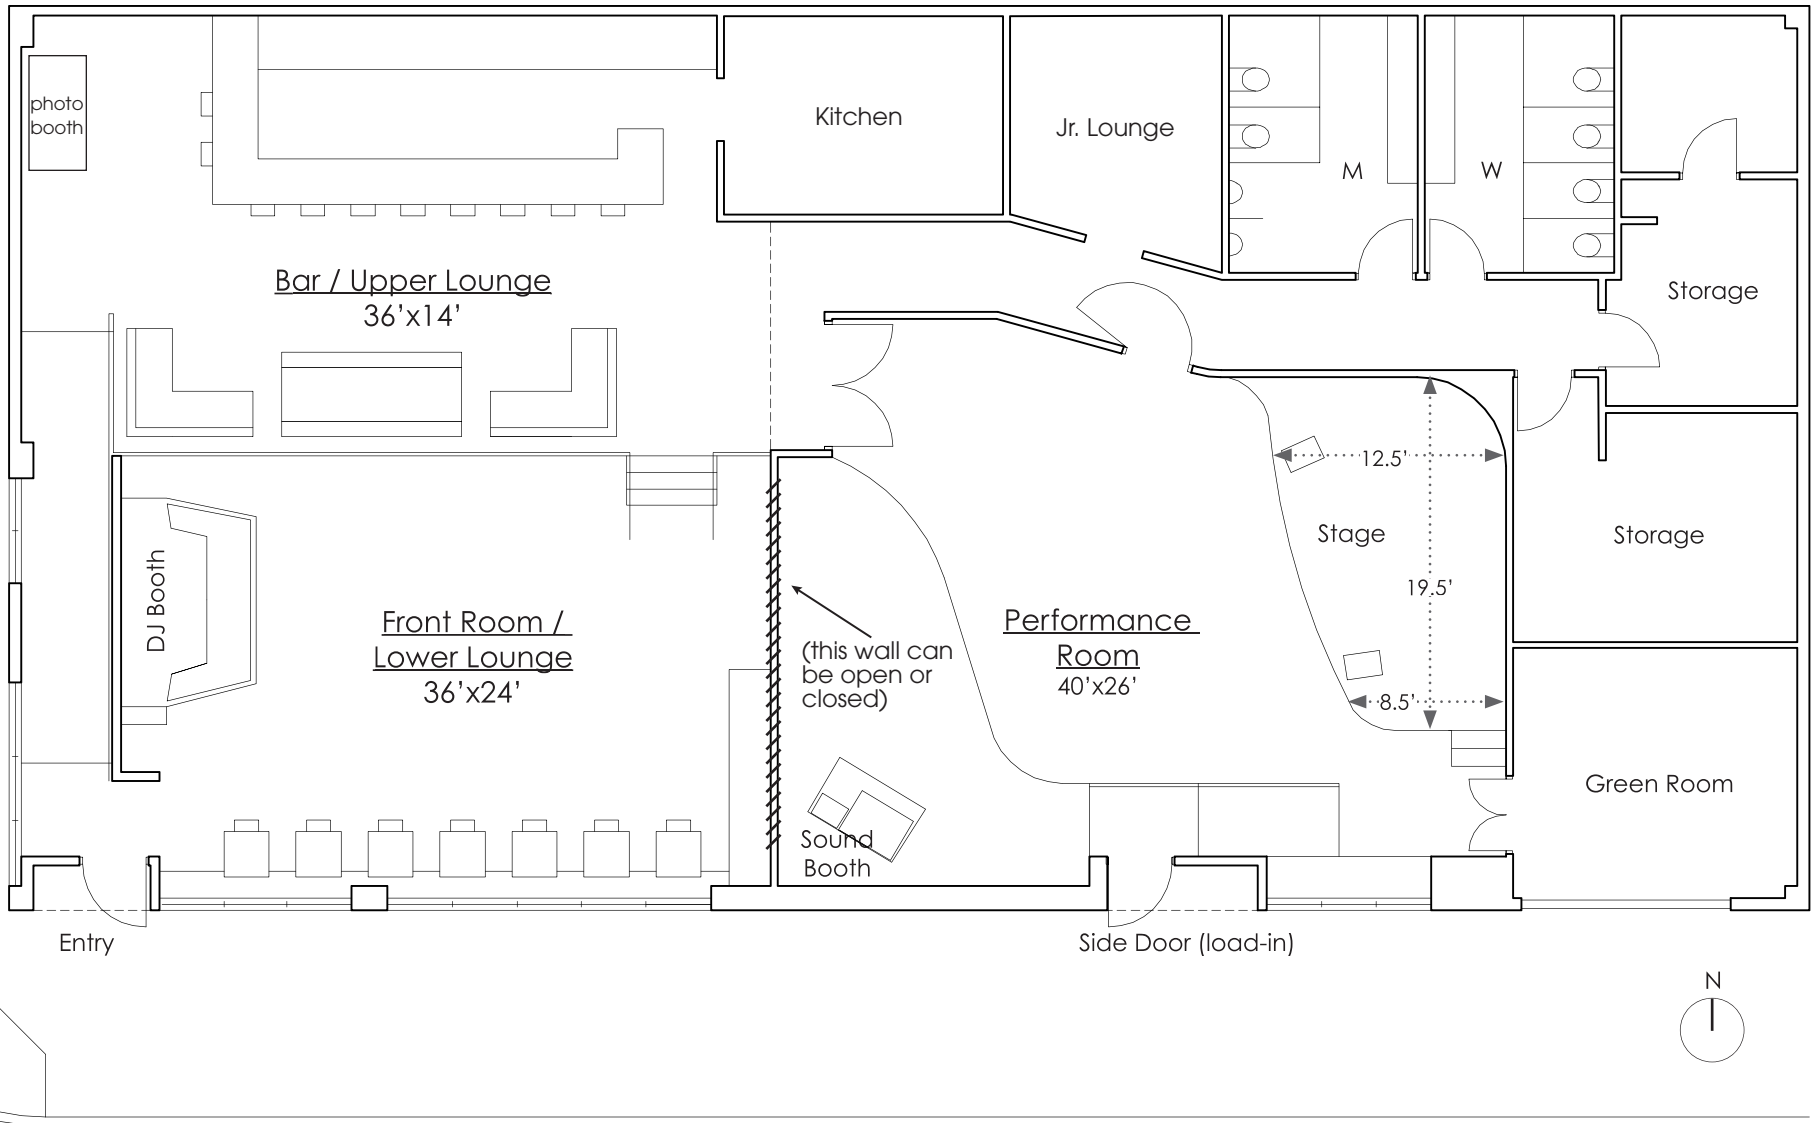 photo
booth
Kitchen
Jr. Lounge
M
W
Storage
Bar / Upper Lounge
36’x14’
12.5’
Stage
19.5’
8.5’
Storage
DJ Booth
Front Room /
Lower Lounge
36’x24’
(this wall can
be open or
closed)
Performance
Room
40’x26’
Sound
Booth
Green Room
Entry
Side Door (load-in)
N